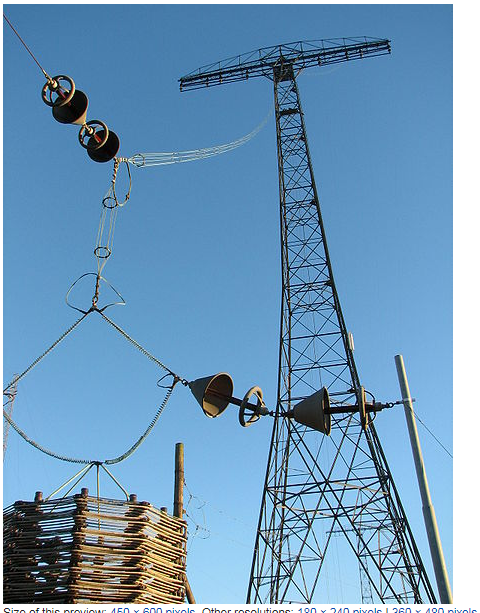 Size of this preview: 450 × 600 pixels. Other resolutions: 180 × 240 pixels | 360 × 480 pixels